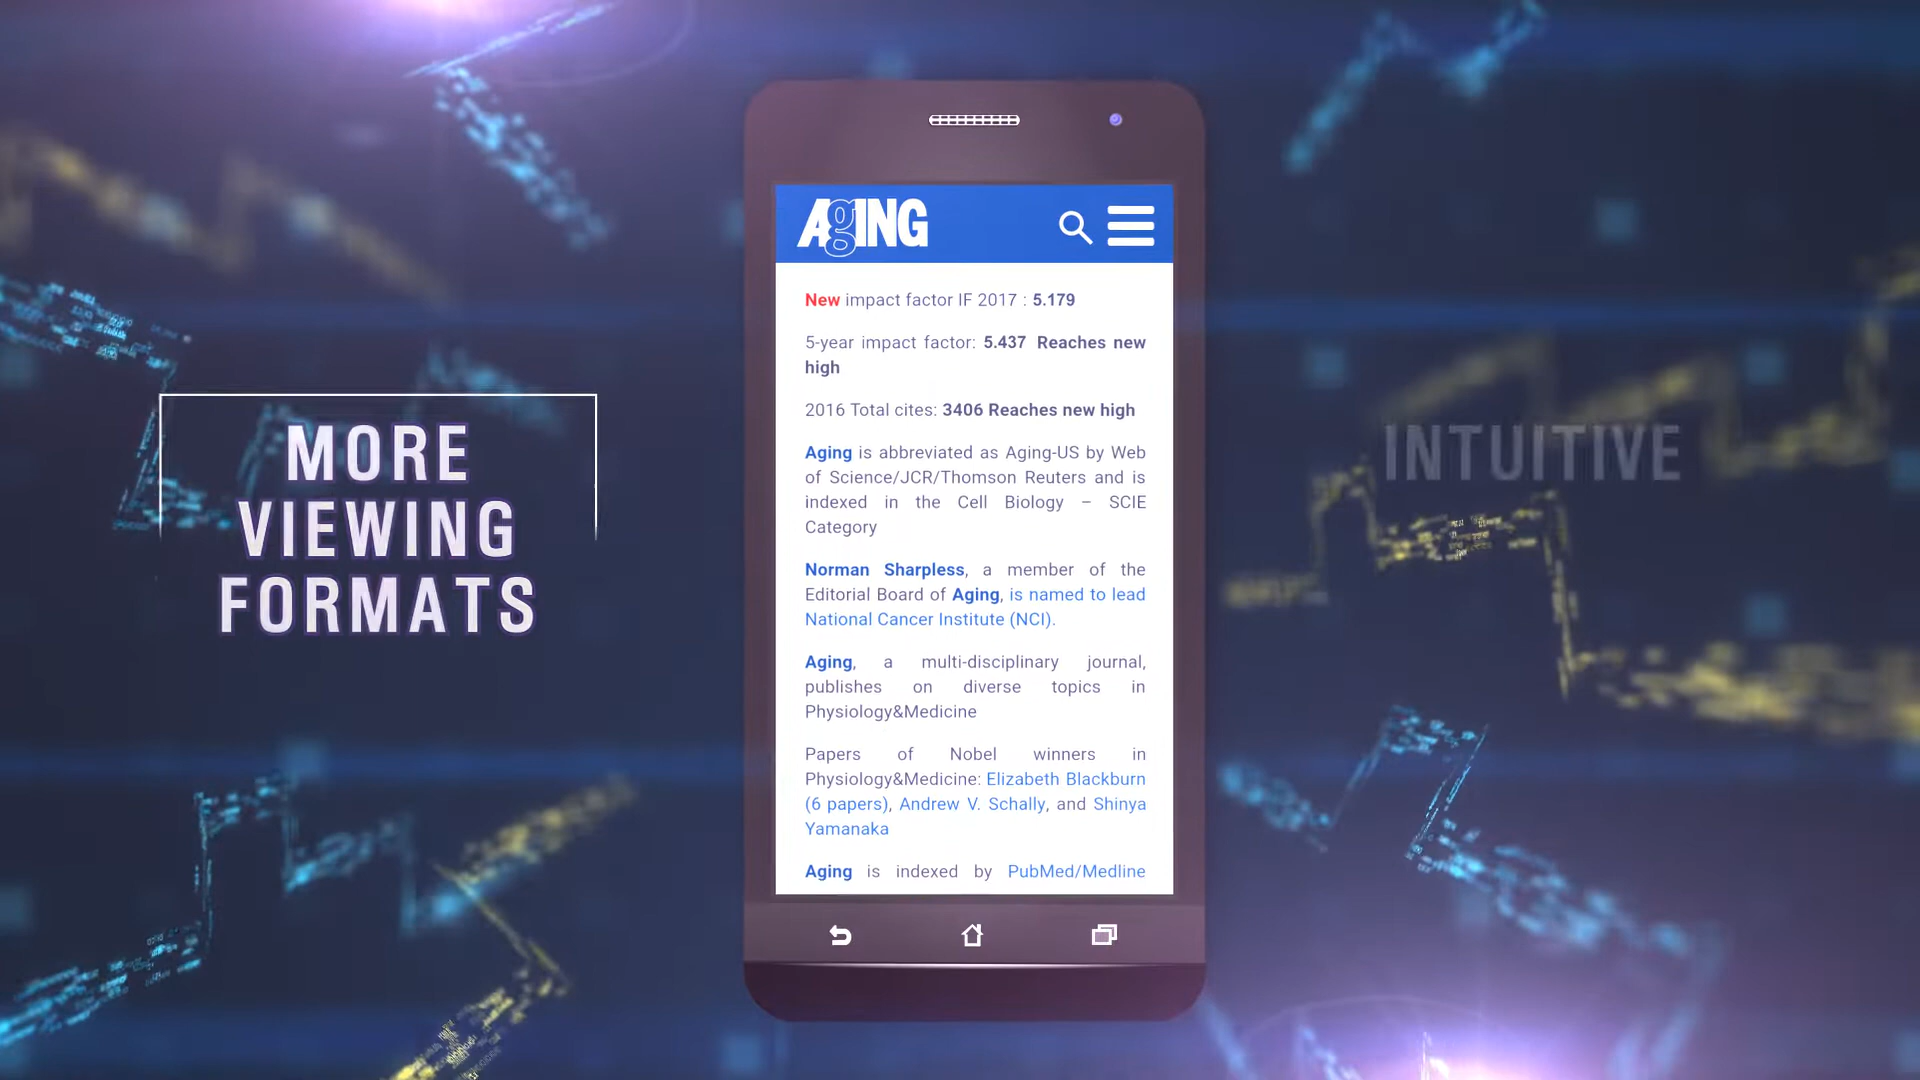 MORE
VIEWING
FORMATS
AgING
New impact factor IF 2017 : 5.179
5-year impact factor: 5.437 Reaches new
high
2016 Total cites: 3406 Reaches new high
Aging is abbreviated as Aging-US by Web
of Science/JCR/Thomson Reuters and is
indexed in the Cell Biology – SCIE
Category
Norman Sharpless, a member of the
Editorial Board of Aging, is named to lead
National Cancer Institute (NCI).
Aging, a multi-disciplinary journal,
publishes on diverse topics in
Physiology&Medicine
Papers of Nobel winners in
Physiology&Medicine: Elizabeth Blackburn
(6 papers), Andrew V. Schally, and Shinya
Yamanaka
Aging is indexed by PubMed/Medline
INTUITIVE